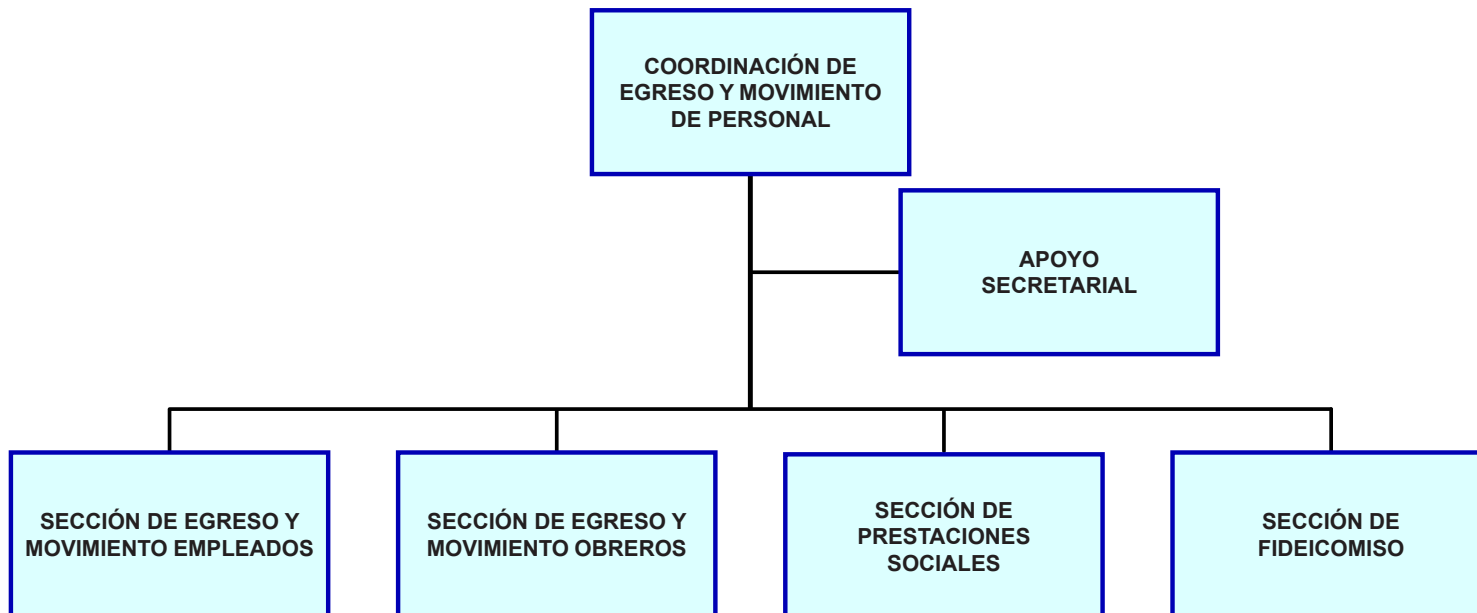 COORDINACIÓN DE
EGRESO Y MOVIMIENTO
DE PERSONAL
APOYO
SECRETARIAL
SECCIÓN DE EGRESO Y
MOVIMIENTO EMPLEADOS
SECCIÓN DE EGRESO Y
MOVIMIENTO OBREROS
SECCIÓN DE
PRESTACIONES
SOCIALES
SECCIÓN DE
FIDEICOMISO